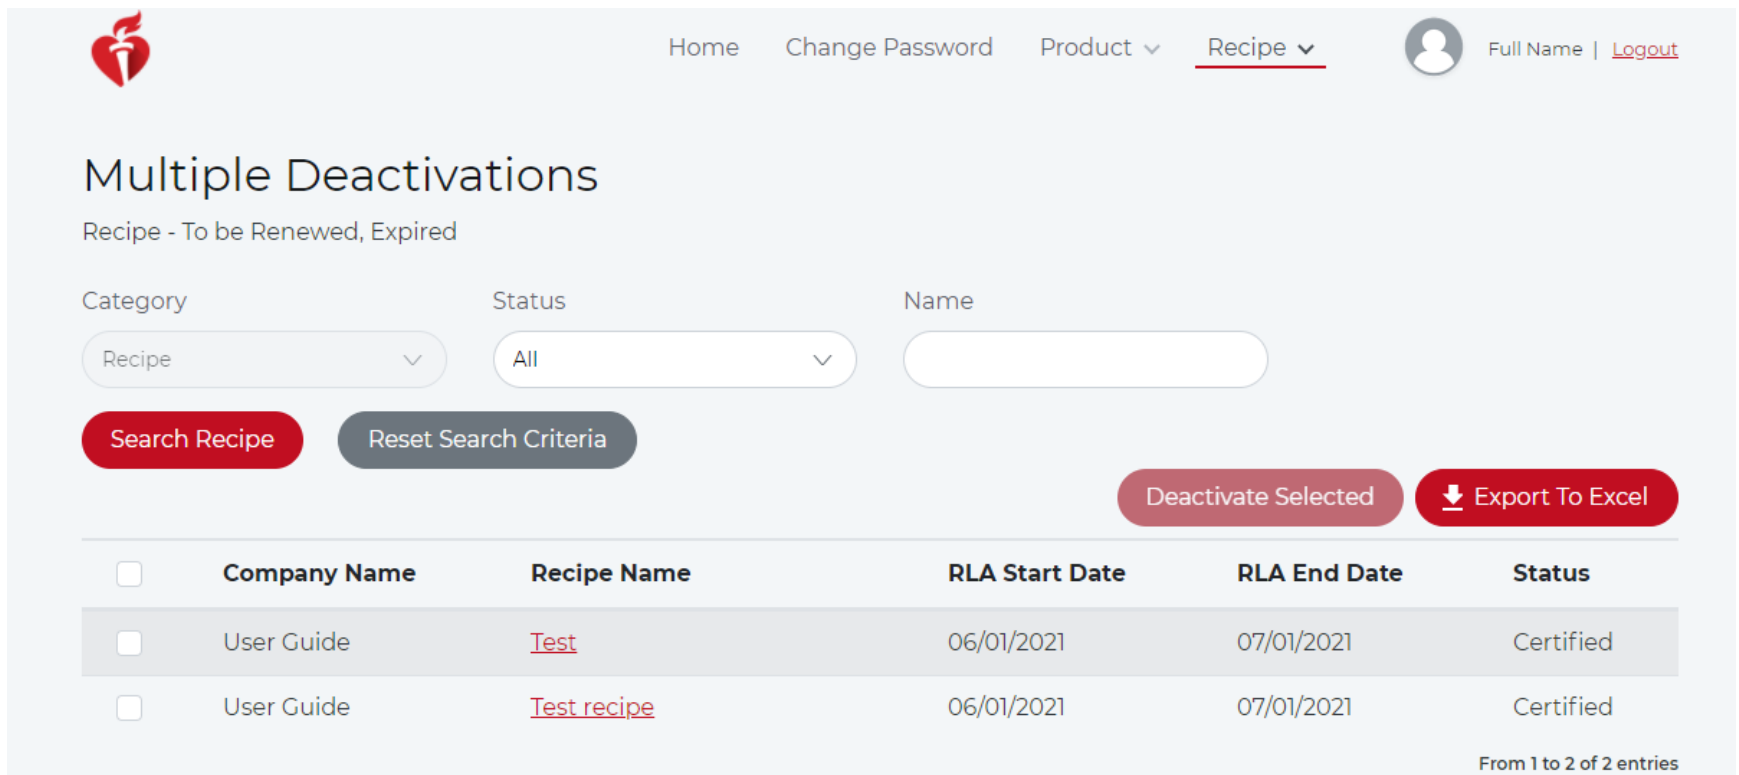 Home Change Password Product Recipe Full Name | Logout
Multiple Deactivations
Recipe - To be Renewed, Expired
Category Status Name
Recipe All
Search Recipe Reset Search Criteria
Deactivate Selected Export To Excel
Company Name Recipe Name RLA Start Date RLA End Date Status
User Guide Test 06/01/2021 07/01/2021 Certified
User Guide Test recipe 06/01/2021 07/01/2021 Certified
From 1 to 2 of 2 entries